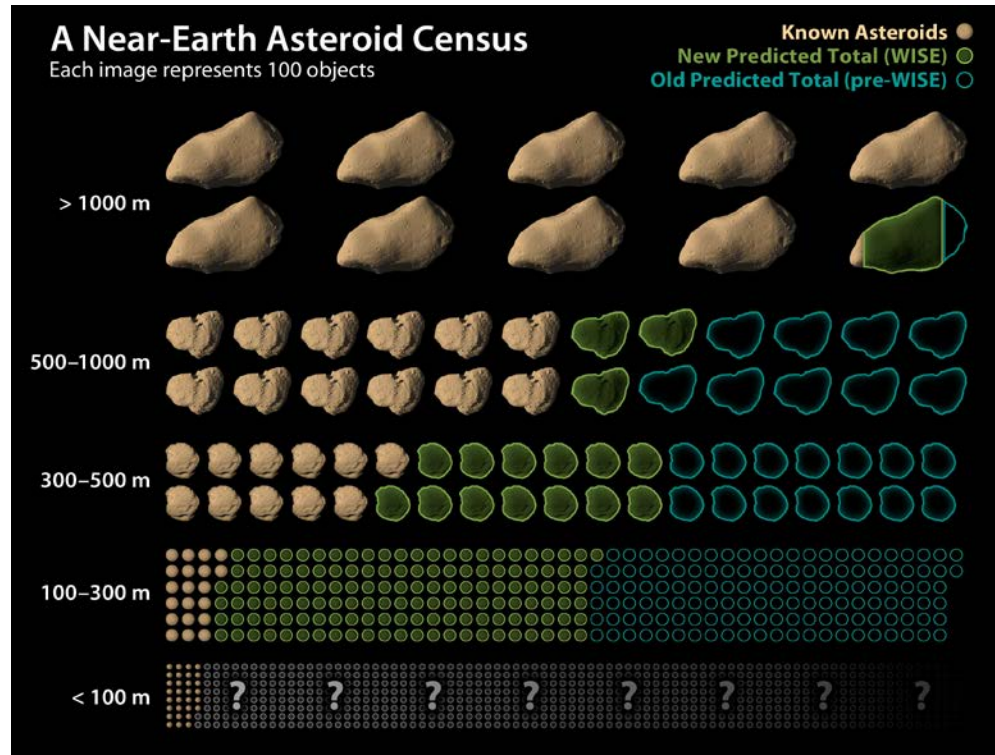 A Near-Earth Asteroid Census
Each image represents 100 objects
Known Asteroids
New Predicted Total (WISE)
Old Predicted Total (pre-WISE)
> 1000 m
500–1000 m
300–500 m
100–300 m
< 100 m
? ? ? ? ? ? ? ?